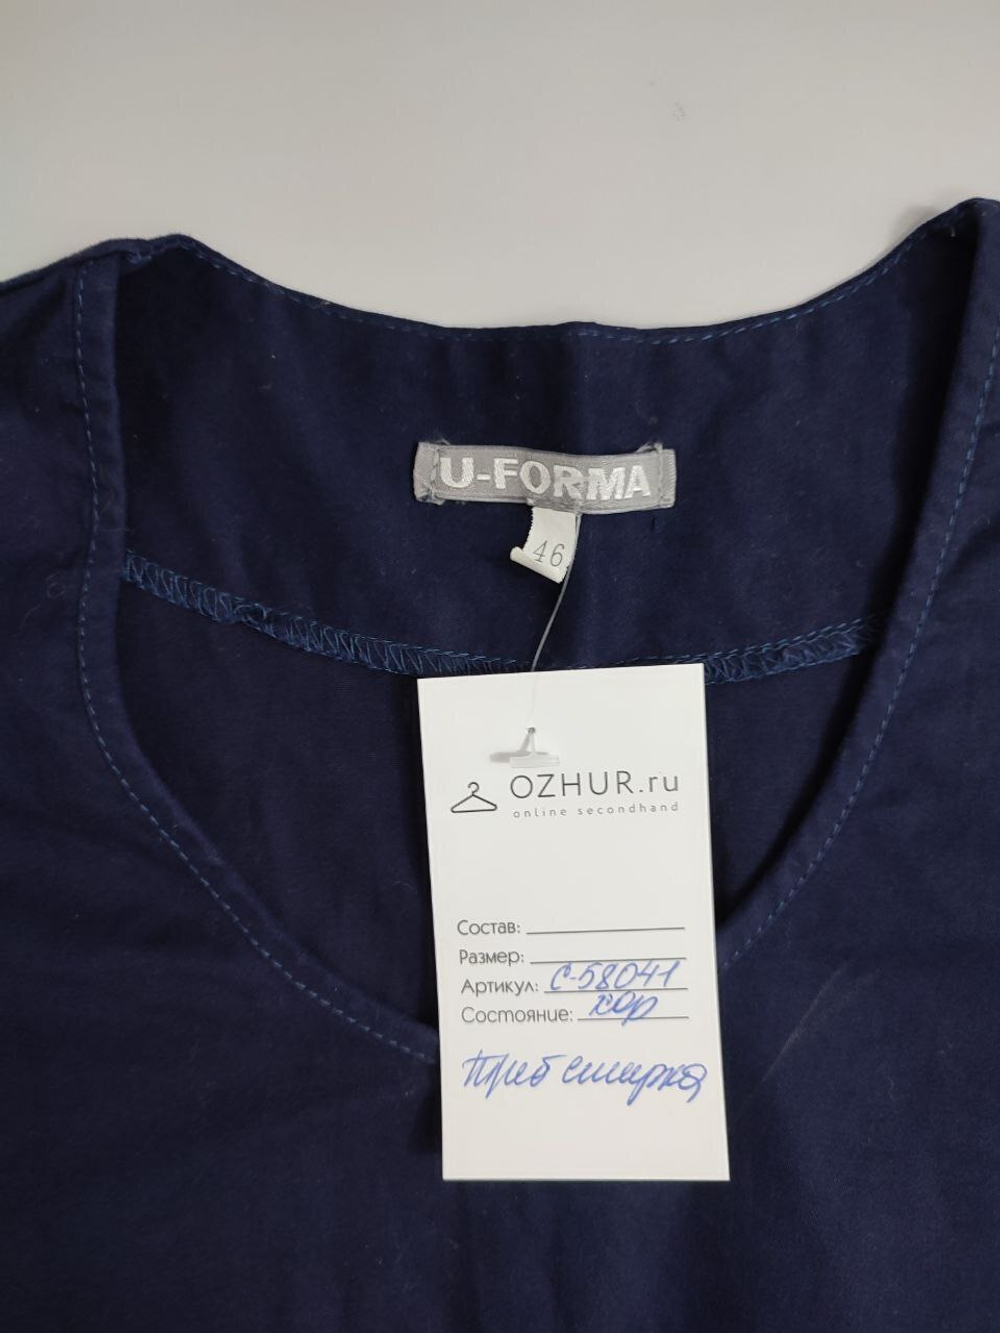 U-FORMA
46
OZHUR.ru
online secondhand
Состав:
Размер:
Артикул: С-58041
Состояние: хор
Треб стирка